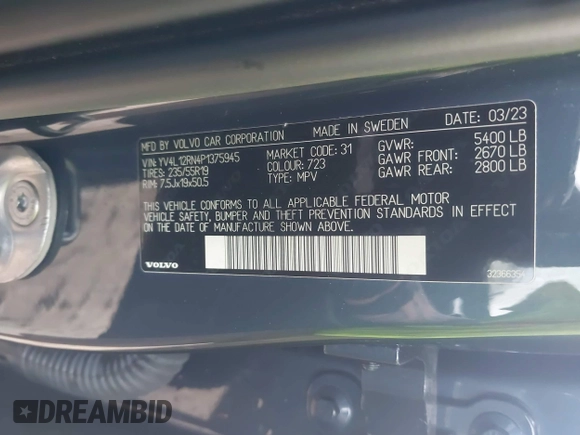 MFD BY VOLVO CAR CORPORATION MADE IN SWEDEN DATE: 03/23
VIN: YV4L12RN4P1375945 MARKET CODE: 31 GVWR: 5400 LB
TIRES: 235/55R19 COLOUR: 723 GAWR FRONT: 2670 LB
RIM: 7.5Jx19x50.5 TYPE: MPV GAWR REAR: 2800 LB
THIS VEHICLE CONFORMS TO ALL APPLICABLE FEDERAL MOTOR
VEHICLE SAFETY, BUMPER AND THEFT PREVENTION STANDARDS IN EFFECT
ON THE DATE OF MANUFACTURE SHOWN ABOVE.
VOLVO
DREAMBID